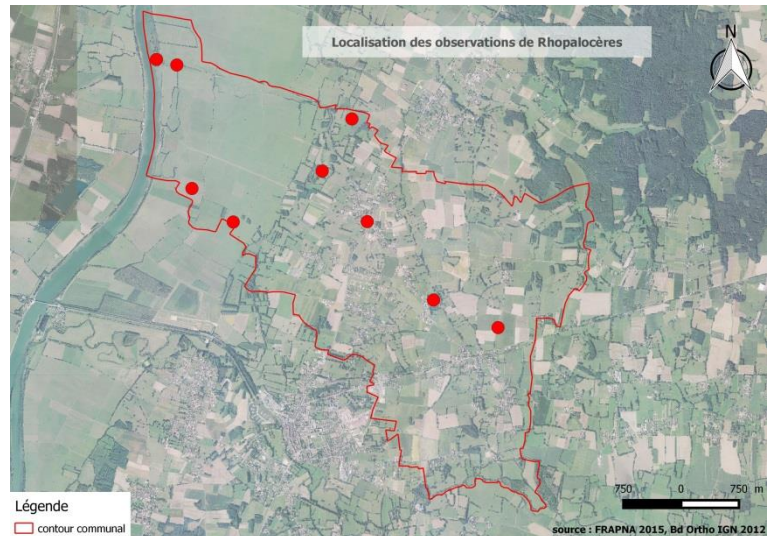 Localisation des observations de Rhopalocères
N
Légende
contour communal
750 0 750 m
source : FRAPNA 2015, Bd Ortho IGN 2012